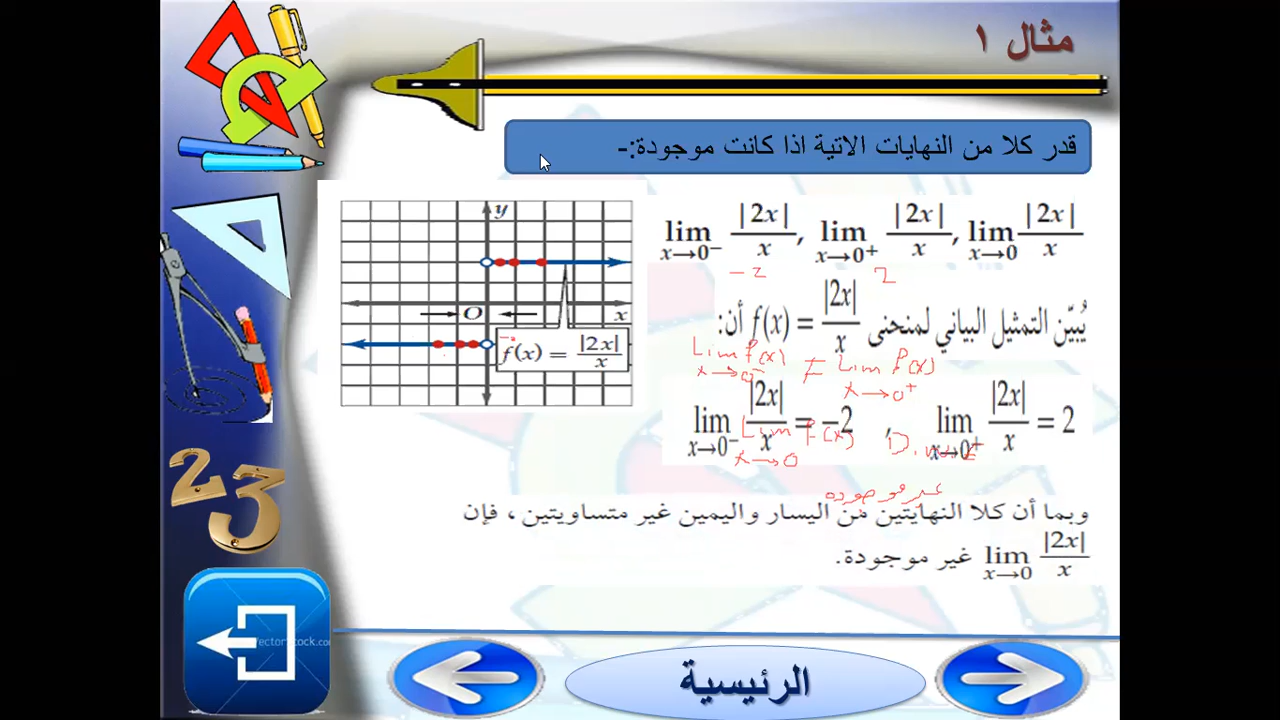 مثال ١
قدر كلا من النهايات الاتية اذا كانت موجودة:-
lim x→0⁻ |2x|/x , lim x→0⁺ |2x|/x , lim x→0 |2x|/x
-2 2
يُبيّن التمثيل البياني لمنحنى f(x) = |2x|/x أن:
Lim f(x) x→0⁻ ≠ Lim f(x) x→0⁺
lim x→0⁻ |2x|/x = -2 , lim x→0⁺ |2x|/x = 2
Lim f(x) x→0
غير موجوده
وبما أن كلا النهايتين من اليسار واليمين غير متساويتين ، فإن
lim x→0 |2x|/x غير موجودة.
y
O x
f(x) = |2x|/x
23
vectorstock.co
الرئيسية